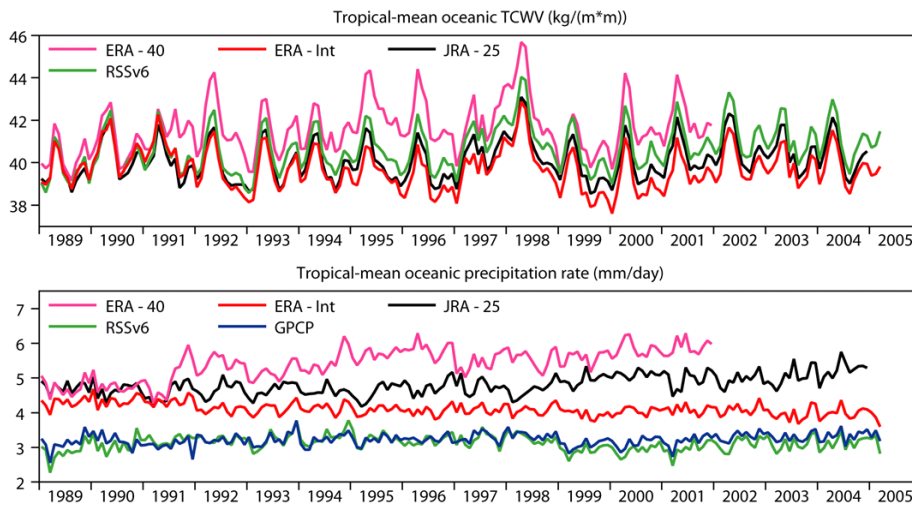 Tropical-mean oceanic TCWV (kg/(m*m))
46
44
42
40
38
ERA - 40 ERA - Int JRA - 25
RSSv6
1989 1990 1991 1992 1993 1994 1995 1996 1997 1998 1999 2000 2001 2002 2003 2004 2005
Tropical-mean oceanic precipitation rate (mm/day)
7
6
5
4
3
2
ERA - 40 ERA - Int JRA - 25
RSSv6 GPCP
1989 1990 1991 1992 1993 1994 1995 1996 1997 1998 1999 2000 2001 2002 2003 2004 2005